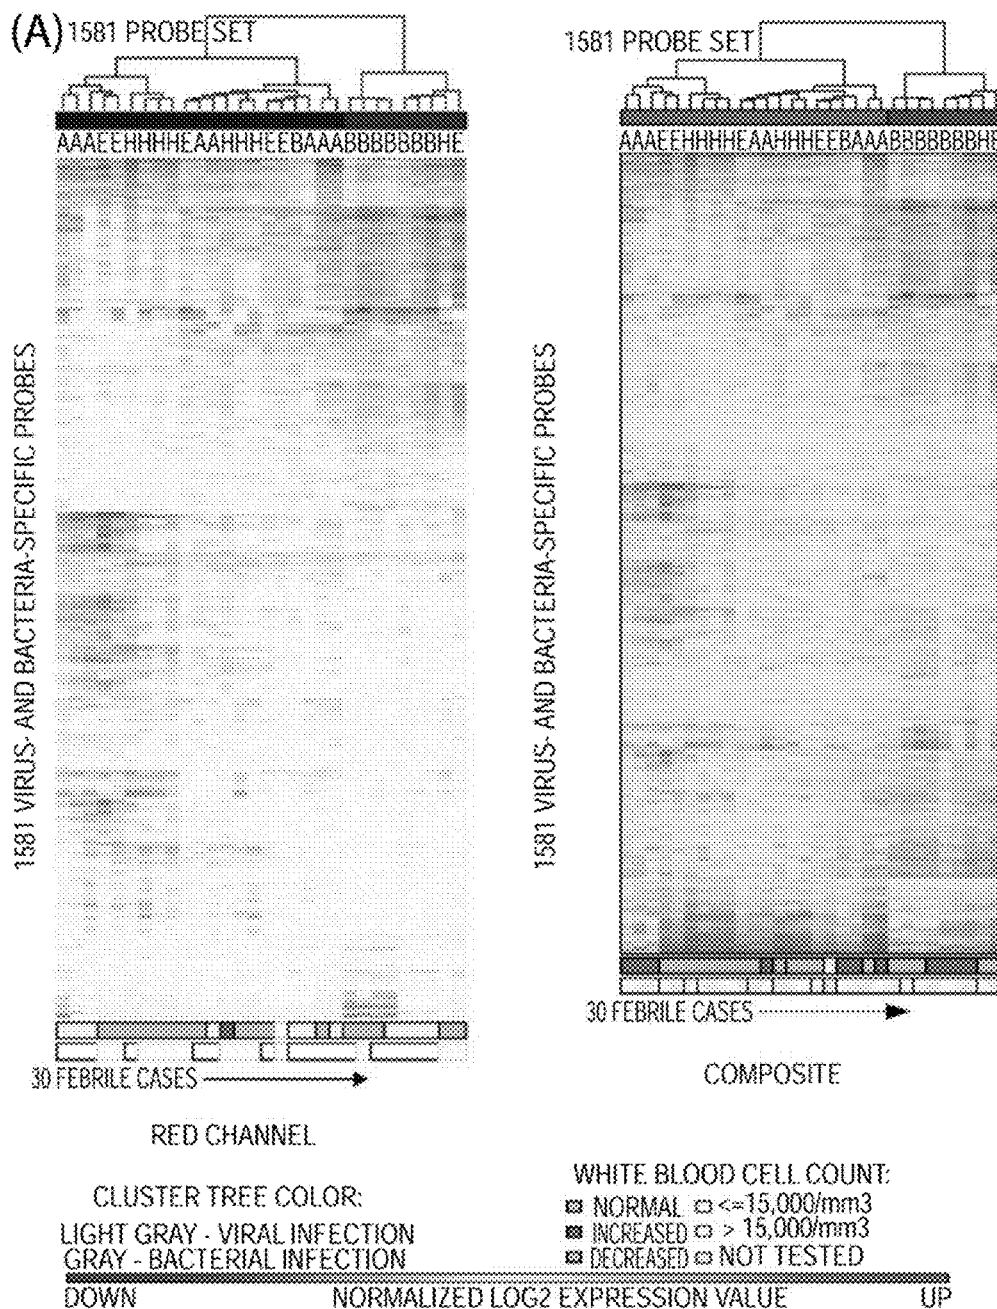 (A) 1581 PROBE SET
1581 PROBE SET
AAAEEHHHHEAAHHHEEBAAABBBBBBBHE
AAAEEHHHHEAAHHHEEBAAABBBBBBBHE
1581 VIRUS- AND BACTERIA-SPECIFIC PROBES
1581 VIRUS- AND BACTERIA-SPECIFIC PROBES
30 FEBRILE CASES
30 FEBRILE CASES
RED CHANNEL
COMPOSITE
CLUSTER TREE COLOR:
LIGHT GRAY - VIRAL INFECTION
GRAY - BACTERIAL INFECTION
WHITE BLOOD CELL COUNT:
NORMAL <=15,000/mm3
INCREASED > 15,000/mm3
DECREASED NOT TESTED
DOWN NORMALIZED LOG2 EXPRESSION VALUE UP